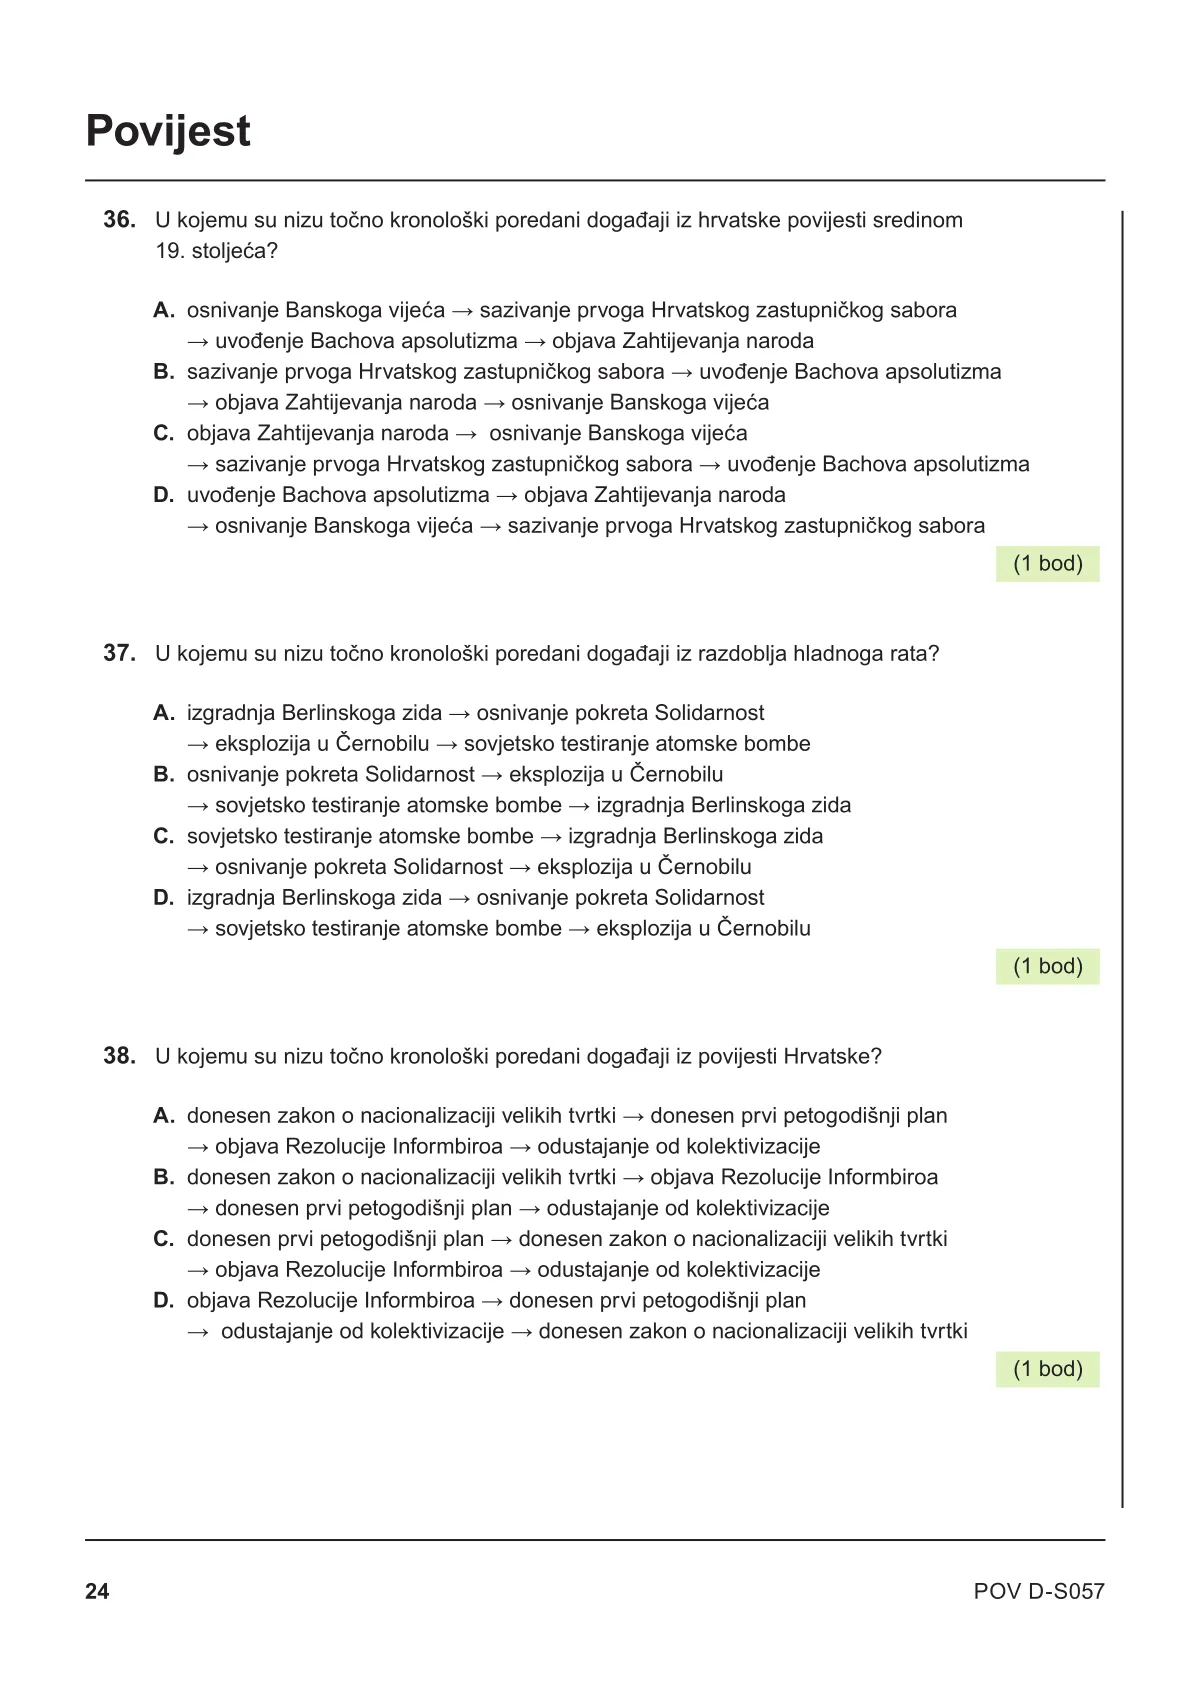 Povijest
36. U kojemu su nizu točno kronološki poredani događaji iz hrvatske povijesti sredinom
19. stoljeća?
A. osnivanje Banskoga vijeća → sazivanje prvoga Hrvatskog zastupničkog sabora
→ uvođenje Bachova apsolutizma → objava Zahtijevanja naroda
B. sazivanje prvoga Hrvatskog zastupničkog sabora → uvođenje Bachova apsolutizma
→ objava Zahtijevanja naroda → osnivanje Banskoga vijeća
C. objava Zahtijevanja naroda → osnivanje Banskoga vijeća
→ sazivanje prvoga Hrvatskog zastupničkog sabora → uvođenje Bachova apsolutizma
D. uvođenje Bachova apsolutizma → objava Zahtijevanja naroda
→ osnivanje Banskoga vijeća → sazivanje prvoga Hrvatskog zastupničkog sabora
(1 bod)
37. U kojemu su nizu točno kronološki poredani događaji iz razdoblja hladnoga rata?
A. izgradnja Berlinskoga zida → osnivanje pokreta Solidarnost
→ eksplozija u Černobilu → sovjetsko testiranje atomske bombe
B. osnivanje pokreta Solidarnost → eksplozija u Černobilu
→ sovjetsko testiranje atomske bombe → izgradnja Berlinskoga zida
C. sovjetsko testiranje atomske bombe → izgradnja Berlinskoga zida
→ osnivanje pokreta Solidarnost → eksplozija u Černobilu
D. izgradnja Berlinskoga zida → osnivanje pokreta Solidarnost
→ sovjetsko testiranje atomske bombe → eksplozija u Černobilu
(1 bod)
38. U kojemu su nizu točno kronološki poredani događaji iz povijesti Hrvatske?
A. donesen zakon o nacionalizaciji velikih tvrtki → donesen prvi petogodišnji plan
→ objava Rezolucije Informbiroa → odustajanje od kolektivizacije
B. donesen zakon o nacionalizaciji velikih tvrtki → objava Rezolucije Informbiroa
→ donesen prvi petogodišnji plan → odustajanje od kolektivizacije
C. donesen prvi petogodišnji plan → donesen zakon o nacionalizaciji velikih tvrtki
→ objava Rezolucije Informbiroa → odustajanje od kolektivizacije
D. objava Rezolucije Informbiroa → donesen prvi petogodišnji plan
→ odustajanje od kolektivizacije → donesen zakon o nacionalizaciji velikih tvrtki
(1 bod)
24 POV D-S057